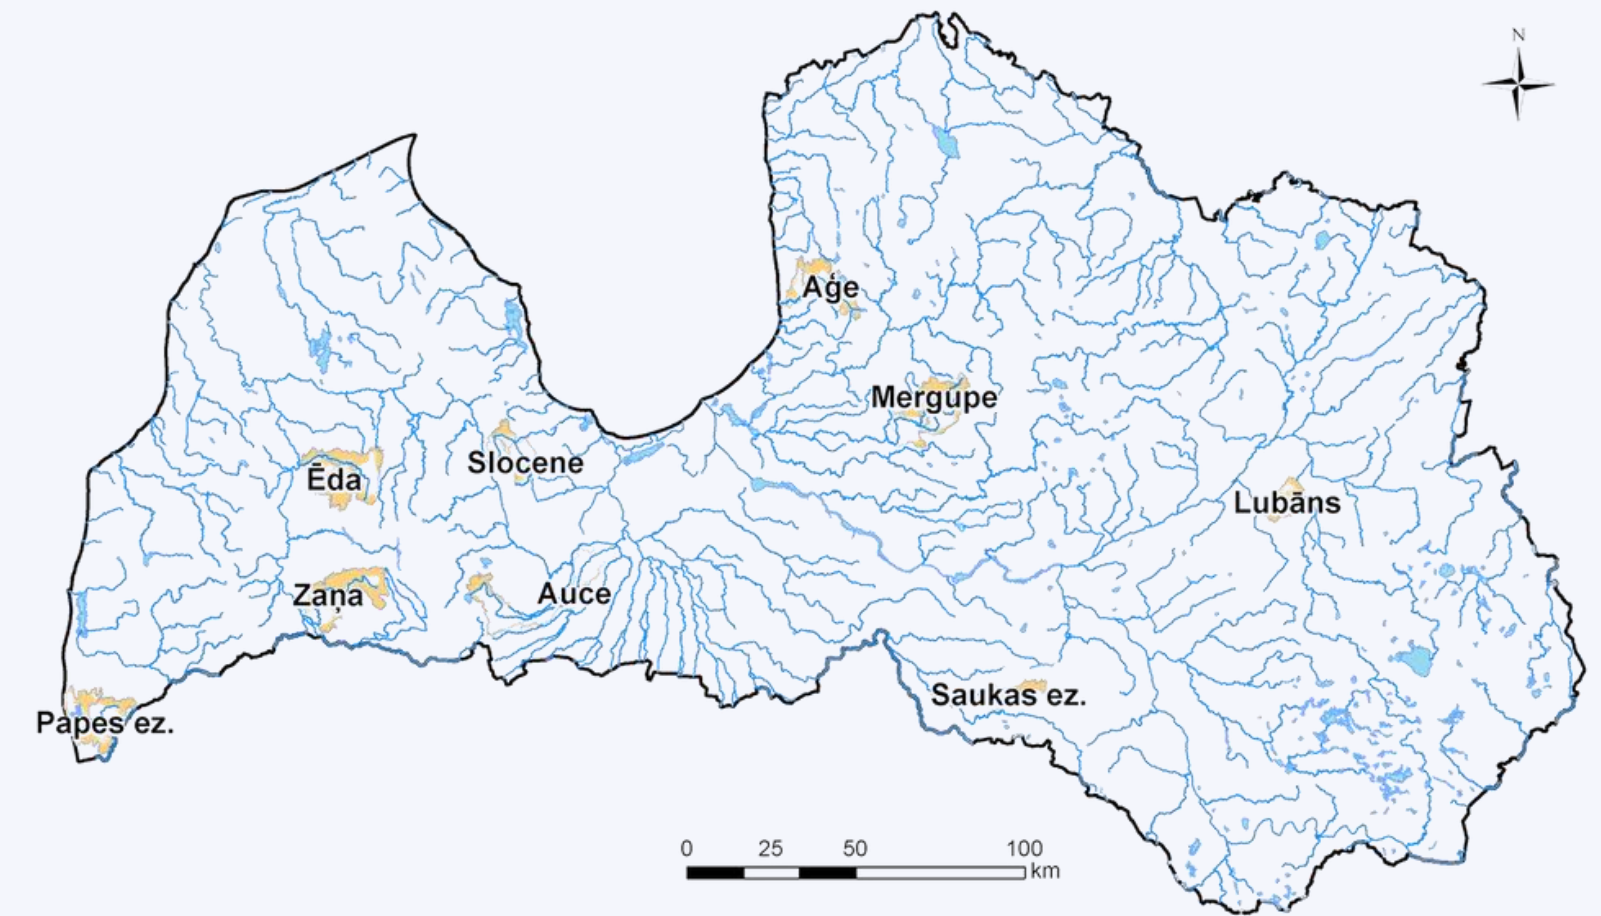 N
Aģe
Mergupe
Slocene
Ēda
Lubāns
Auce
Zaņa
Saukas ez.
Papes ez.
0 25 50 100
km